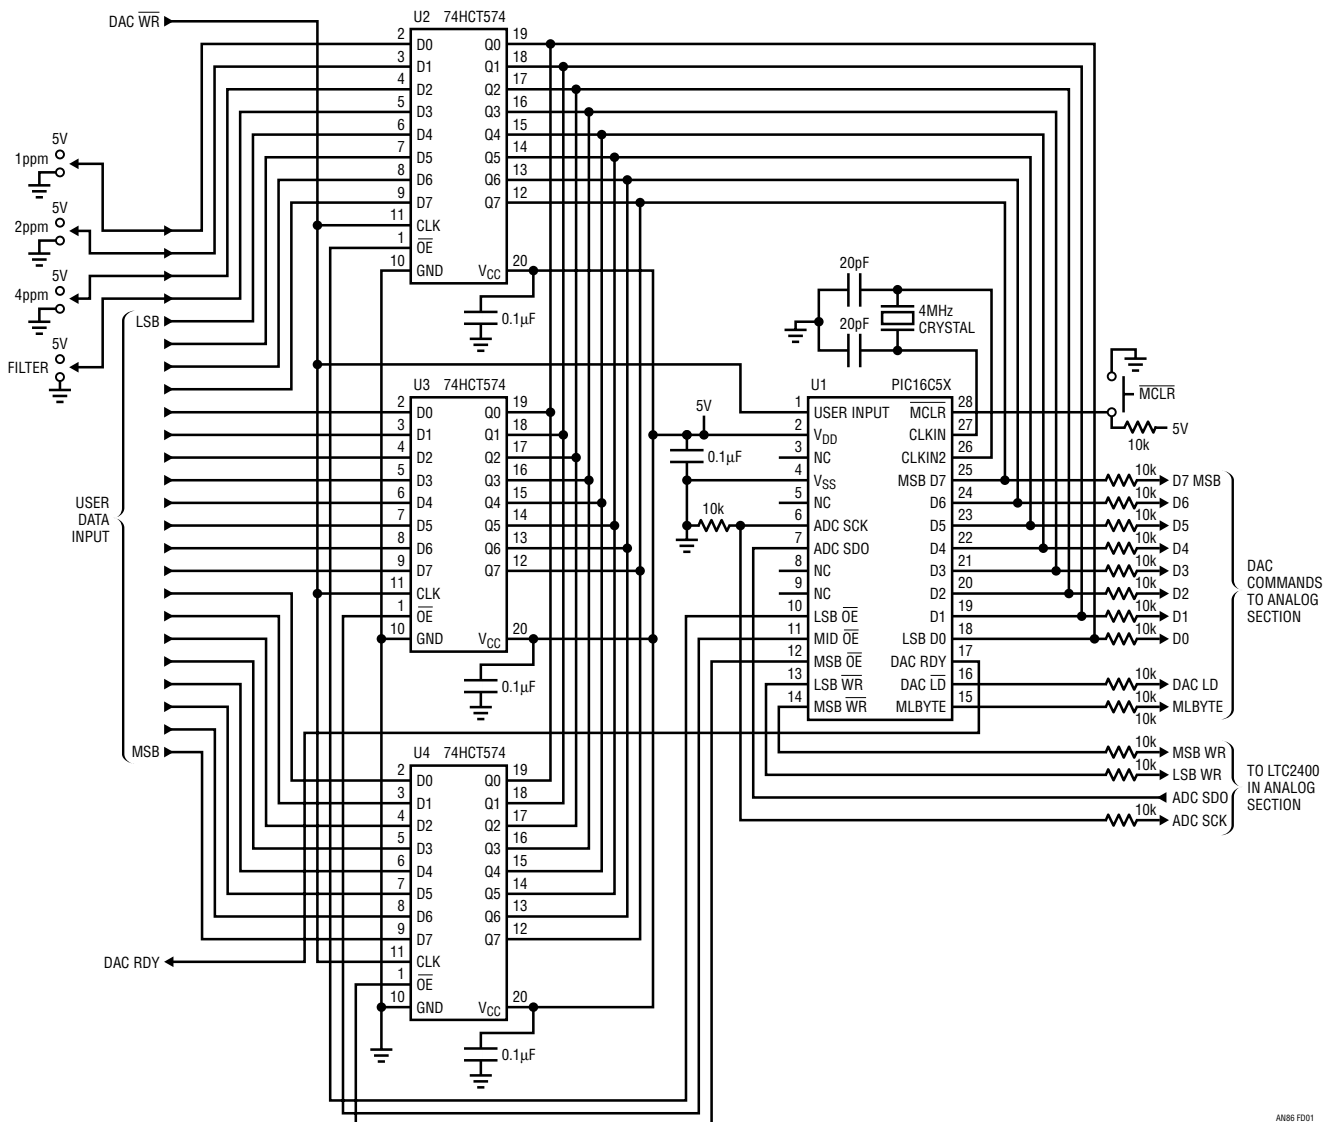 DAC WR
U2 74HCT574
2 D0 Q0 19
3 D1 Q1 18
4 D2 Q2 17
5 D3 Q3 16
6 D4 Q4 15
7 D5 Q5 14
8 D6 Q6 13
9 D7 Q7 12
11 CLK
1 OE
10 GND VCC 20
0.1µF
5V
1ppm
5V
2ppm
5V
4ppm
5V
FILTER
LSB
USER
DATA
INPUT
MSB
U3 74HCT574
2 D0 Q0 19
3 D1 Q1 18
4 D2 Q2 17
5 D3 Q3 16
6 D4 Q4 15
7 D5 Q5 14
8 D6 Q6 13
9 D7 Q7 12
11 CLK
1 OE
10 GND VCC 20
0.1µF
U4 74HCT574
2 D0 Q0 19
3 D1 Q1 18
4 D2 Q2 17
5 D3 Q3 16
6 D4 Q4 15
7 D5 Q5 14
8 D6 Q6 13
9 D7 Q7 12
11 CLK
1 OE
10 GND VCC 20
0.1µF
DAC RDY
20pF
20pF
4MHz
CRYSTAL
5V
0.1µF
10k
U1 PIC16C5X
1 USER INPUT MCLR 28
2 VDD CLKIN 27
3 NC CLKIN2 26
4 VSS MSB D7 25
5 NC D6 24
6 ADC SCK D5 23
7 ADC SDO D4 22
8 NC D3 21
9 NC D2 20
10 LSB OE D1 19
11 MID OE LSB D0 18
12 MSB OE DAC RDY 17
13 LSB WR DAC LD 16
14 MSB WR MLBYTE 15
MCLR
5V
10k
10k D7 MSB
10k D6
10k D5
10k D4
10k D3
10k D2
10k D1
10k D0
10k DAC LD
MLBYTE
10k
DAC
COMMANDS
TO ANALOG
SECTION
10k MSB WR
10k LSB WR
ADC SDO
10k ADC SCK
TO LTC2400
IN ANALOG
SECTION
AN86 FD01